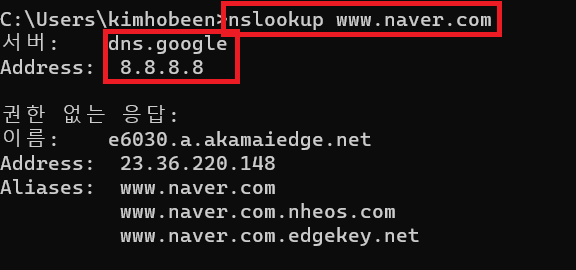 C:\Users\kimhobeen>nslookup www.naver.com
서버:    dns.google
Address:  8.8.8.8
권한 없는 응답:
이름:    e6030.a.akamaiedge.net
Address:  23.36.220.148
Aliases:  www.naver.com
www.naver.com.nheos.com
www.naver.com.edgekey.net